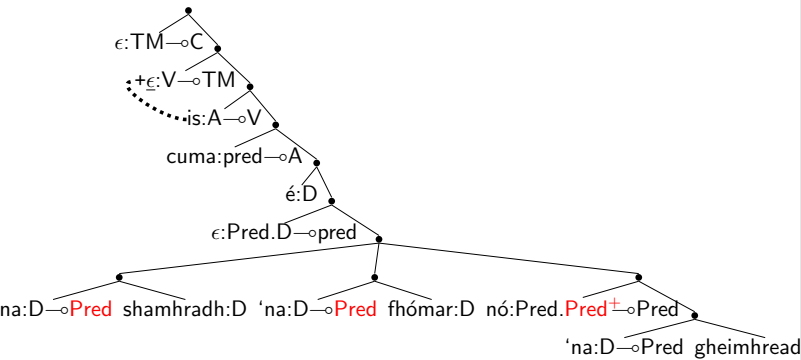 ϵ:TM⊸C
+ϵ:V⊸TM
is:A⊸V
cuma:pred⊸A
é:D
ϵ:Pred.D⊸pred
na:D⊸Pred shamhradh:D ‘na:D⊸Pred fhómar:D nó:Pred.Pred⁺⊸Pred
‘na:D⊸Pred gheimhread